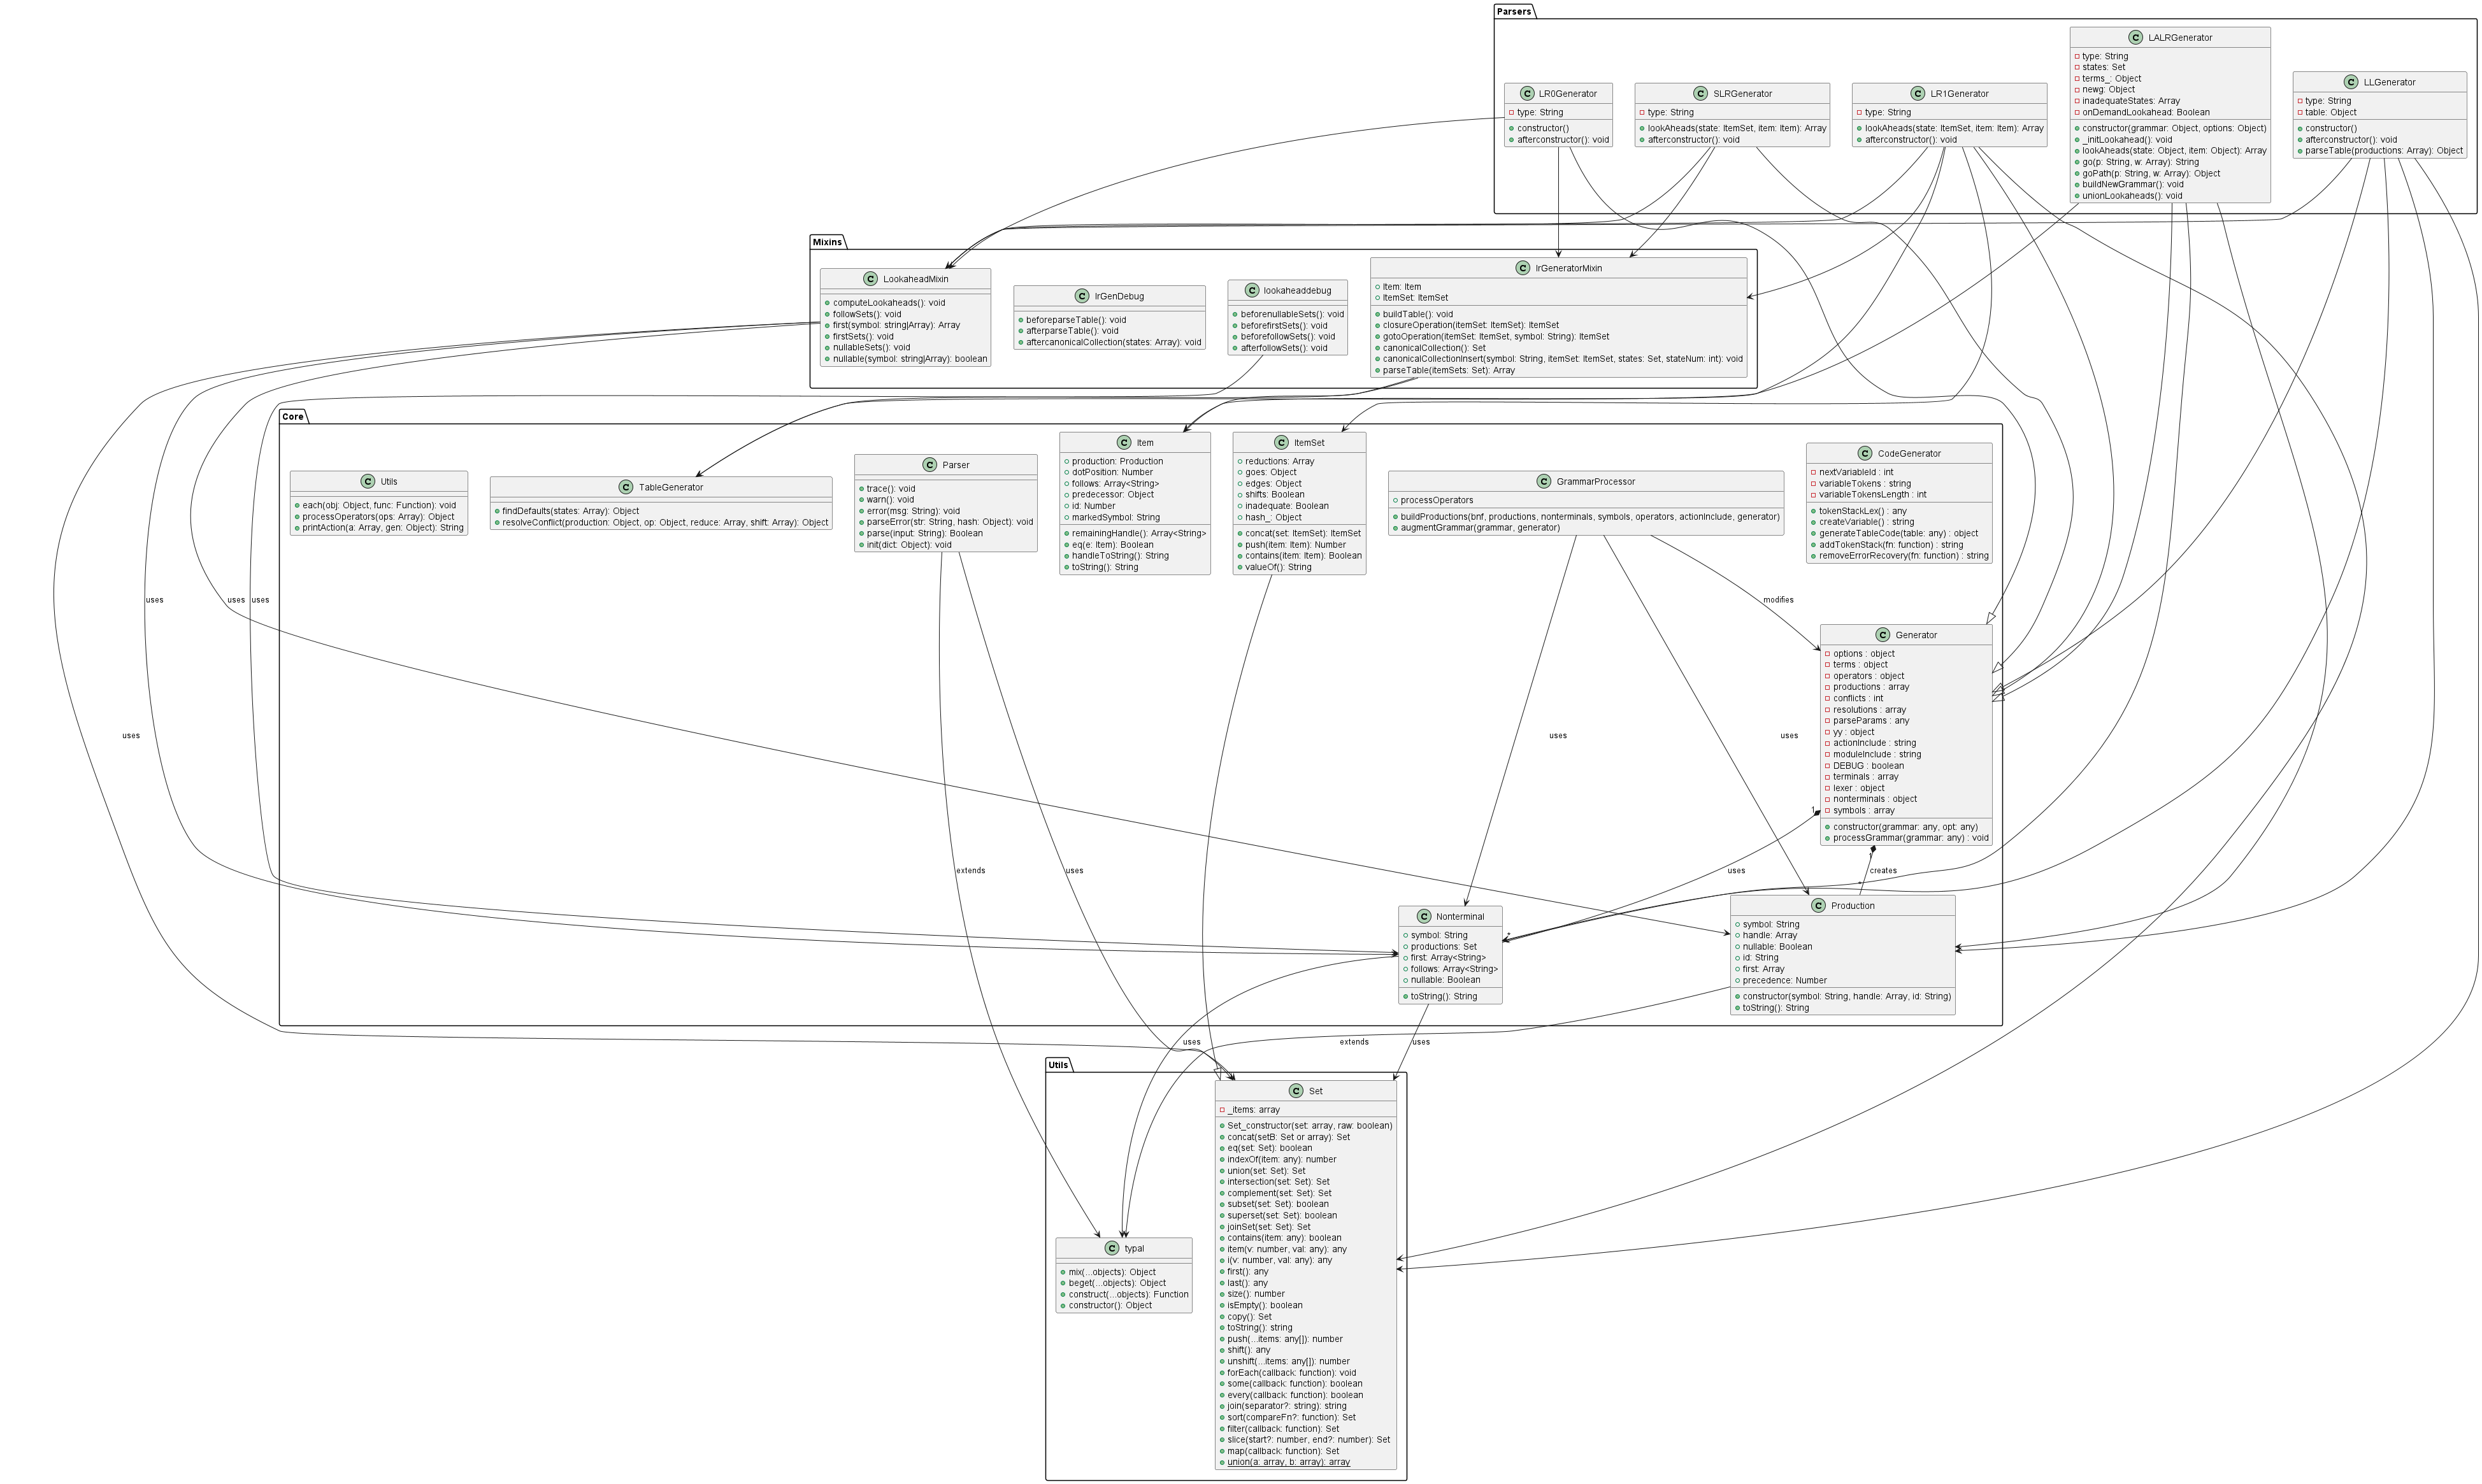 Parsers
LALRGenerator
type: String
states: Set
terms_: Object
newg: Object
inadequateStates: Array
onDemandLookahead: Boolean
constructor(grammar: Object, options: Object)
_initLookahead(): void
lookAheads(state: Object, item: Object): Array
go(p: String, w: Array): String
goPath(p: String, w: Array): Object
buildNewGrammar(): void
unionLookaheads(): void
LLGenerator
type: String
table: Object
constructor()
afterconstructor(): void
parseTable(productions: Array): Object
LR0Generator
type: String
constructor()
afterconstructor(): void
SLRGenerator
type: String
lookAheads(state: ItemSet, item: Item): Array
afterconstructor(): void
LR1Generator
type: String
lookAheads(state: ItemSet, item: Item): Array
afterconstructor(): void
Mixins
LookaheadMixin
computeLookaheads(): void
followSets(): void
first(symbol: string|Array): Array
firstSets(): void
nullableSets(): void
nullable(symbol: string|Array): boolean
lrGenDebug
beforeparseTable(): void
afterparseTable(): void
aftercanonicalCollection(states: Array): void
lookaheaddebug
beforenullableSets(): void
beforefirstSets(): void
beforefollowSets(): void
afterfollowSets(): void
lrGeneratorMixin
Item: Item
ItemSet: ItemSet
buildTable(): void
closureOperation(itemSet: ItemSet): ItemSet
gotoOperation(itemSet: ItemSet, symbol: String): ItemSet
canonicalCollection(): Set
canonicalCollectionInsert(symbol: String, itemSet: ItemSet, states: Set, stateNum: int): void
parseTable(itemSets: Set): Array
Core
Utils
each(obj: Object, func: Function): void
processOperators(ops: Array): Object
printAction(a: Array, gen: Object): String
TableGenerator
findDefaults(states: Array): Object
resolveConflict(production: Object, op: Object, reduce: Array, shift: Array): Object
Parser
trace(): void
warn(): void
error(msg: String): void
parseError(str: String, hash: Object): void
parse(input: String): Boolean
init(dict: Object): void
Item
production: Production
dotPosition: Number
follows: Array<String>
predecessor: Object
id: Number
markedSymbol: String
remainingHandle(): Array<String>
eq(e: Item): Boolean
handleToString(): String
toString(): String
ItemSet
reductions: Array
goes: Object
edges: Object
shifts: Boolean
inadequate: Boolean
hash_: Object
concat(set: ItemSet): ItemSet
push(item: Item): Number
contains(item: Item): Boolean
valueOf(): String
GrammarProcessor
processOperators
buildProductions(bnf, productions, nonterminals, symbols, operators, actionInclude, generator)
augmentGrammar(grammar, generator)
CodeGenerator
nextVariableId : int
variableTokens : string
variableTokensLength : int
tokenStackLex() : any
createVariable() : string
generateTableCode(table: any) : object
addTokenStack(fn: function) : string
removeErrorRecovery(fn: function) : string
uses
uses
uses
modifies
Generator
options : object
terms : object
operators : object
productions : array
conflicts : int
resolutions : array
parseParams : any
yy : object
actionInclude : string
moduleInclude : string
DEBUG : boolean
terminals : array
lexer : object
nonterminals : object
symbols : array
constructor(grammar: any, opt: any)
processGrammar(grammar: any) : void
uses
uses
uses
1
1
extends
uses
uses
creates
*
*
Nonterminal
symbol: String
productions: Set
first: Array<String>
follows: Array<String>
nullable: Boolean
toString(): String
Production
symbol: String
handle: Array
nullable: Boolean
id: String
first: Array
precedence: Number
constructor(symbol: String, handle: Array, id: String)
toString(): String
uses
extends
uses
Utils
Set
_items: array
Set_constructor(set: array, raw: boolean)
concat(setB: Set or array): Set
eq(set: Set): boolean
indexOf(item: any): number
union(set: Set): Set
intersection(set: Set): Set
complement(set: Set): Set
subset(set: Set): boolean
superset(set: Set): boolean
joinSet(set: Set): Set
contains(item: any): boolean
item(v: number, val: any): any
i(v: number, val: any): any
first(): any
last(): any
size(): number
isEmpty(): boolean
copy(): Set
toString(): string
push(...items: any[]): number
shift(): any
unshift(...items: any[]): number
forEach(callback: function): void
some(callback: function): boolean
every(callback: function): boolean
join(separator?: string): string
sort(compareFn?: function): Set
filter(callback: function): Set
slice(start?: number, end?: number): Set
map(callback: function): Set
union(a: array, b: array): array
typal
mix(...objects): Object
beget(...objects): Object
construct(...objects): Function
constructor(): Object